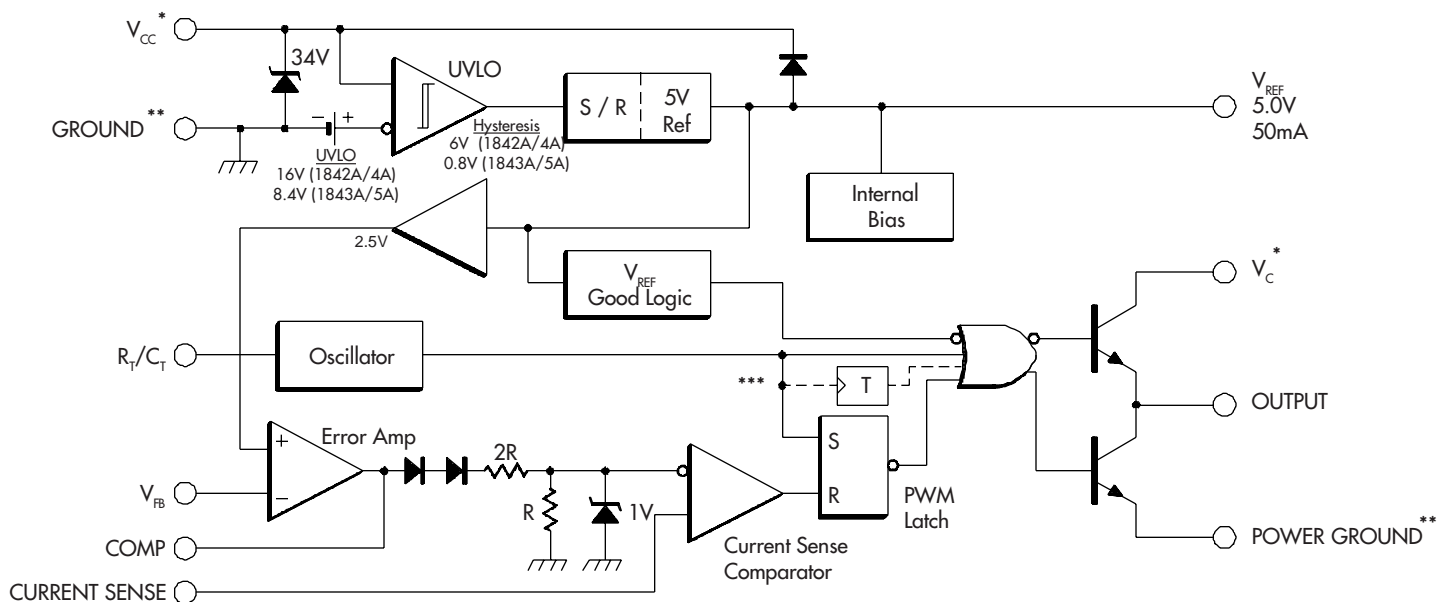 V_CC *
34V
UVLO
S / R
5V
Ref
V_REF
5.0V
50mA
GROUND **
− +
UVLO
16V (1842A/4A)
8.4V (1843A/5A)
Hysteresis
6V (1842A/4A)
0.8V (1843A/5A)
Internal
Bias
2.5V
V_REF
Good Logic
V_C *
R_T/C_T
Oscillator
***
T
OUTPUT
Error Amp
+
−
2R
S
R
V_FB
R
1V
PWM
Latch
COMP
Current Sense
Comparator
POWER GROUND **
CURRENT SENSE